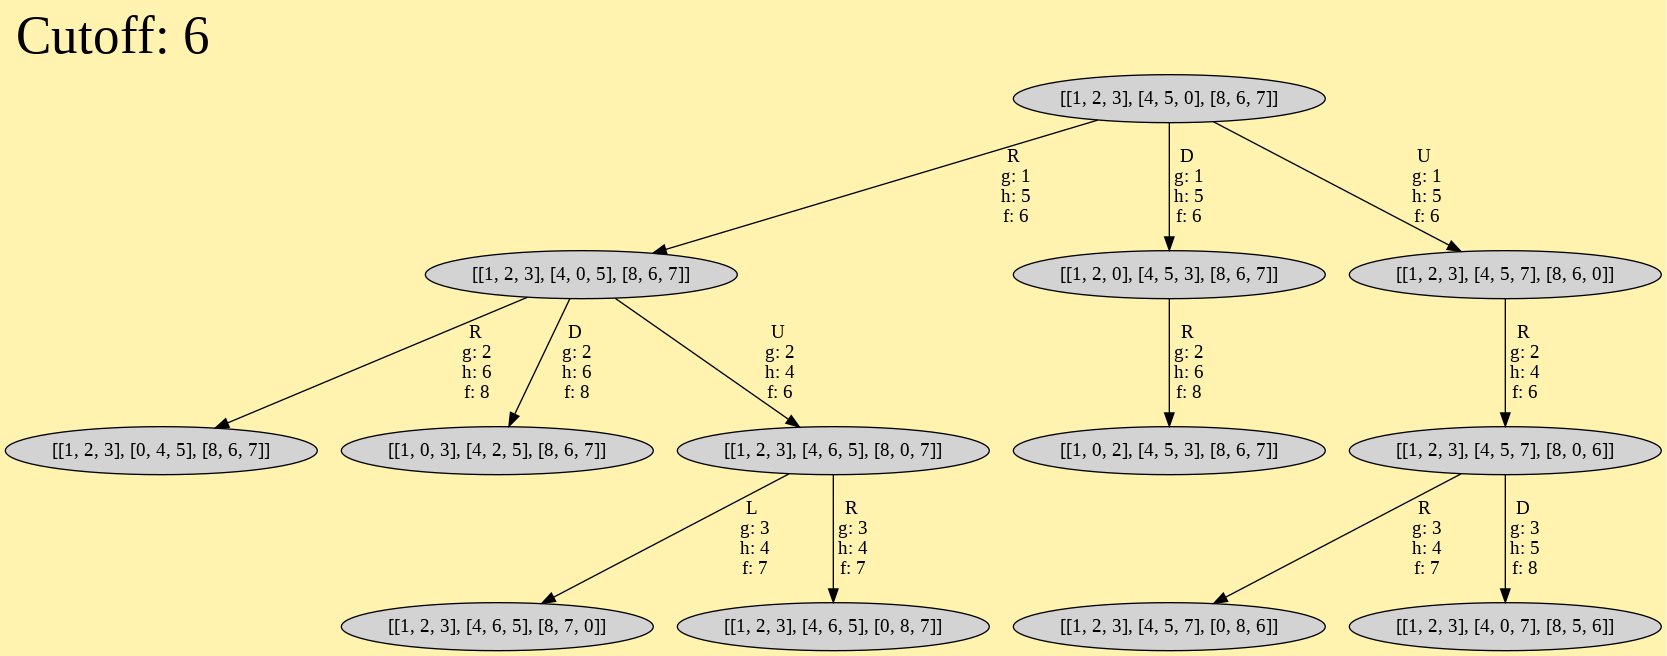 Cutoff: 6
[[1, 2, 3], [4, 5, 0], [8, 6, 7]]
R
g: 1
h: 5
f: 6
D
g: 1
h: 5
f: 6
U
g: 1
h: 5
f: 6
[[1, 2, 3], [4, 0, 5], [8, 6, 7]]
[[1, 2, 0], [4, 5, 3], [8, 6, 7]]
[[1, 2, 3], [4, 5, 7], [8, 6, 0]]
R
g: 2
h: 6
f: 8
D
g: 2
h: 6
f: 8
U
g: 2
h: 4
f: 6
R
g: 2
h: 6
f: 8
R
g: 2
h: 4
f: 6
[[1, 2, 3], [0, 4, 5], [8, 6, 7]]
[[1, 0, 3], [4, 2, 5], [8, 6, 7]]
[[1, 2, 3], [4, 6, 5], [8, 0, 7]]
[[1, 0, 2], [4, 5, 3], [8, 6, 7]]
[[1, 2, 3], [4, 5, 7], [8, 0, 6]]
L
g: 3
h: 4
f: 7
R
g: 3
h: 4
f: 7
R
g: 3
h: 4
f: 7
D
g: 3
h: 5
f: 8
[[1, 2, 3], [4, 6, 5], [8, 7, 0]]
[[1, 2, 3], [4, 6, 5], [0, 8, 7]]
[[1, 2, 3], [4, 5, 7], [0, 8, 6]]
[[1, 2, 3], [4, 0, 7], [8, 5, 6]]